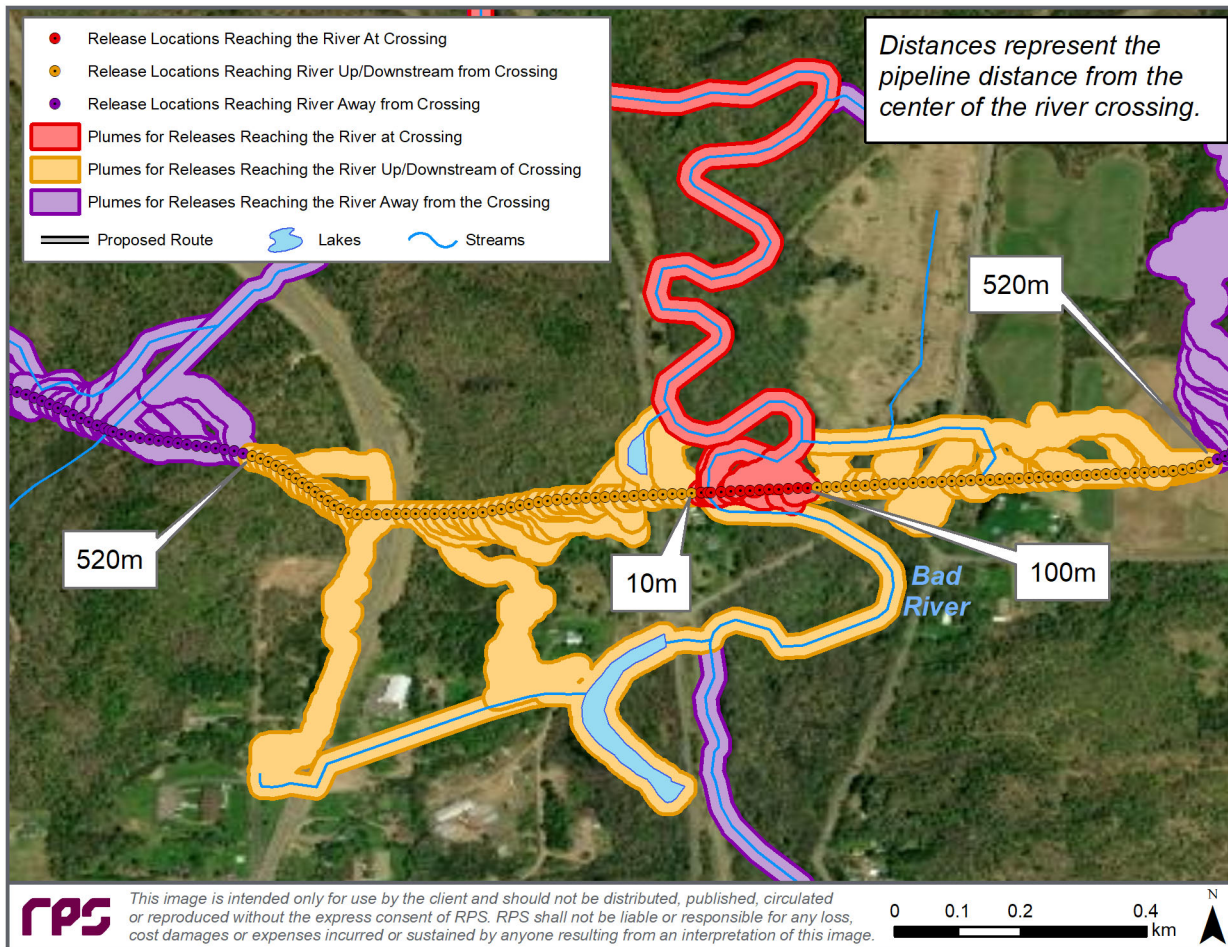 Release Locations Reaching the River At Crossing
Release Locations Reaching River Up/Downstream from Crossing
Release Locations Reaching River Away from Crossing
Plumes for Releases Reaching the River at Crossing
Plumes for Releases Reaching the River Up/Downstream of Crossing
Plumes for Releases Reaching the River Away from the Crossing
Proposed Route Lakes Streams
Distances represent the
pipeline distance from the
center of the river crossing.
520m
520m
10m
100m
Bad
River
rps
This image is intended only for use by the client and should not be distributed, published, circulated
or reproduced without the express consent of RPS. RPS shall not be liable or responsible for any loss,
cost damages or expenses incurred or sustained by anyone resulting from an interpretation of this image.
0 0.1 0.2 0.4
km
N